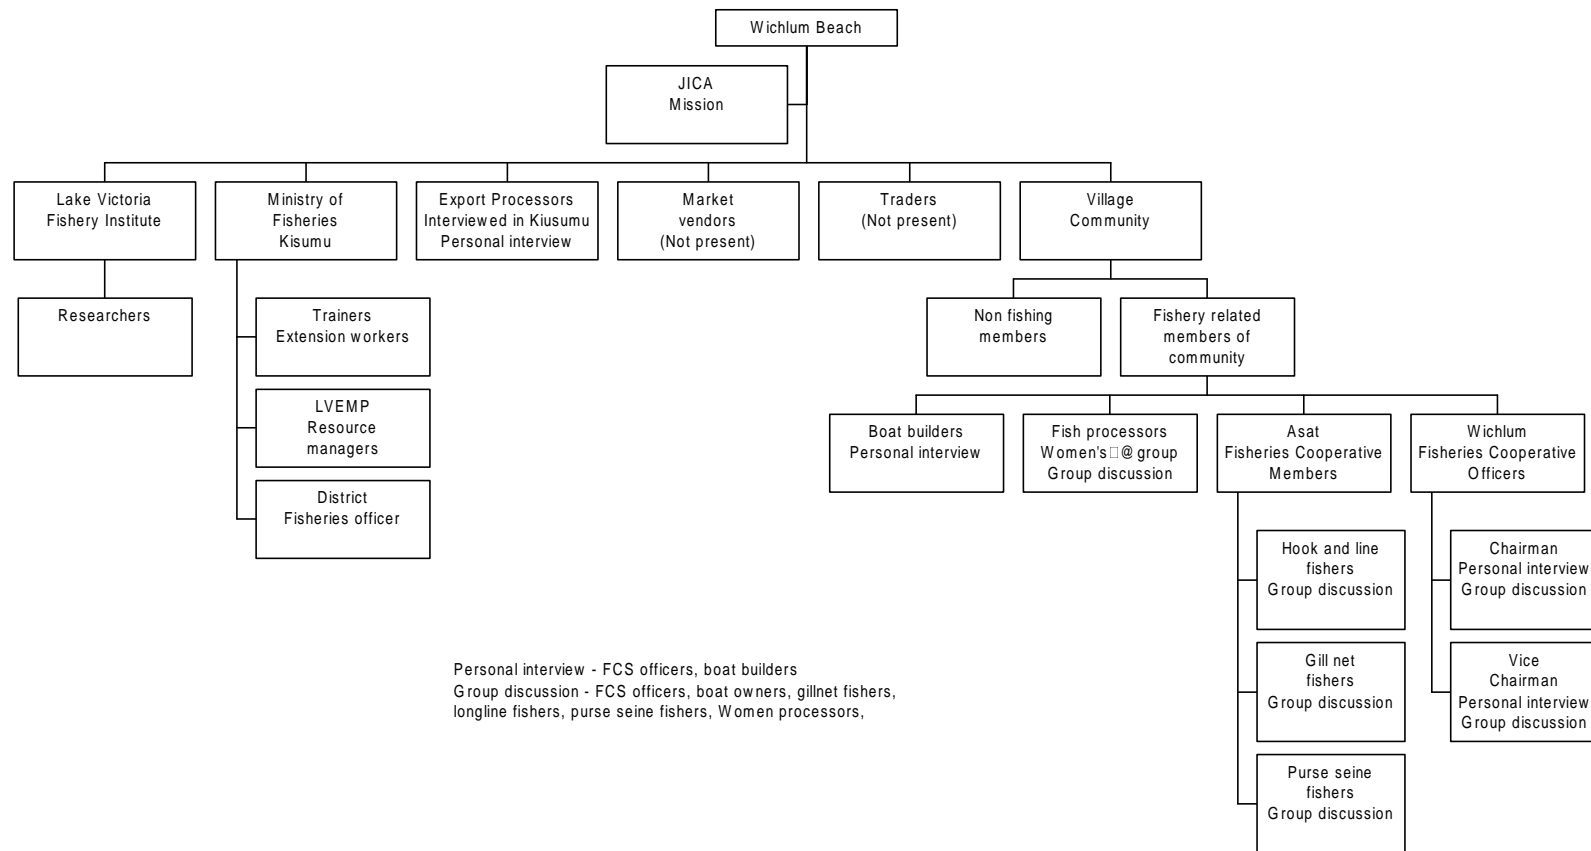 Wichlum Beach
JICA
Mission
Lake Victoria
Fishery Institute
Ministry of
Fisheries
Kisumu
Export Processors
Interviewed in Kiusumu
Personal interview
Market
vendors
(Not present)
Traders
(Not present)
Village
Community
Researchers
Trainers
Extension workers
LVEMP
Resource
managers
District
Fisheries officer
Non fishing
members
Fishery related
members of
community
Boat builders
Personal interview
Fish processors
Women's□@ group
Group discussion
Asat
Fisheries Cooperative
Members
Wichlum
Fisheries Cooperative
Officers
Hook and line
fishers
Group discussion
Gill net
fishers
Group discussion
Purse seine
fishers
Group discussion
Chairman
Personal interview
Group discussion
Vice
Chairman
Personal interview
Group discussion
Personal interview - FCS officers, boat builders
Group discussion - FCS officers, boat owners, gillnet fishers,
longline fishers, purse seine fishers, Women processors,